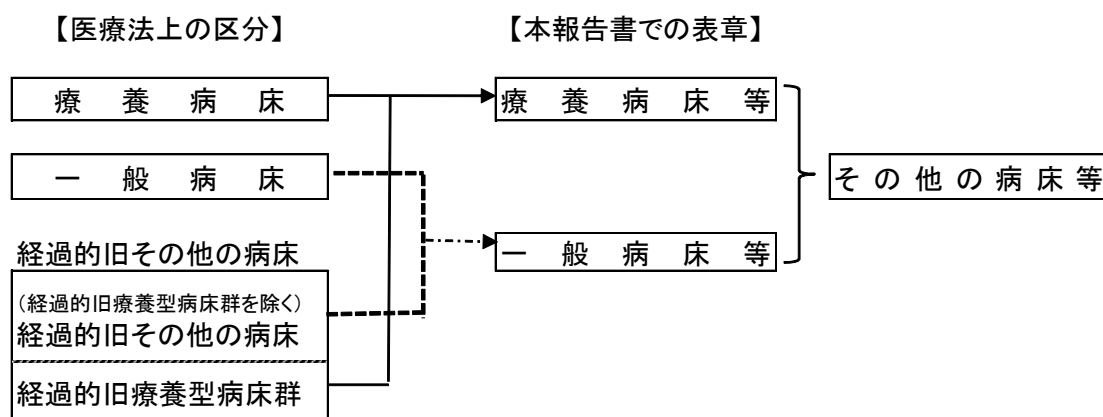 【医療法上の区分】
【本報告書での表章】
療養病床
療養病床等
一般病床
その他の病床等
一般病床等
経過的旧その他の病床
(経過的旧療養型病床群を除く)
経過的旧その他の病床
経過的旧療養型病床群